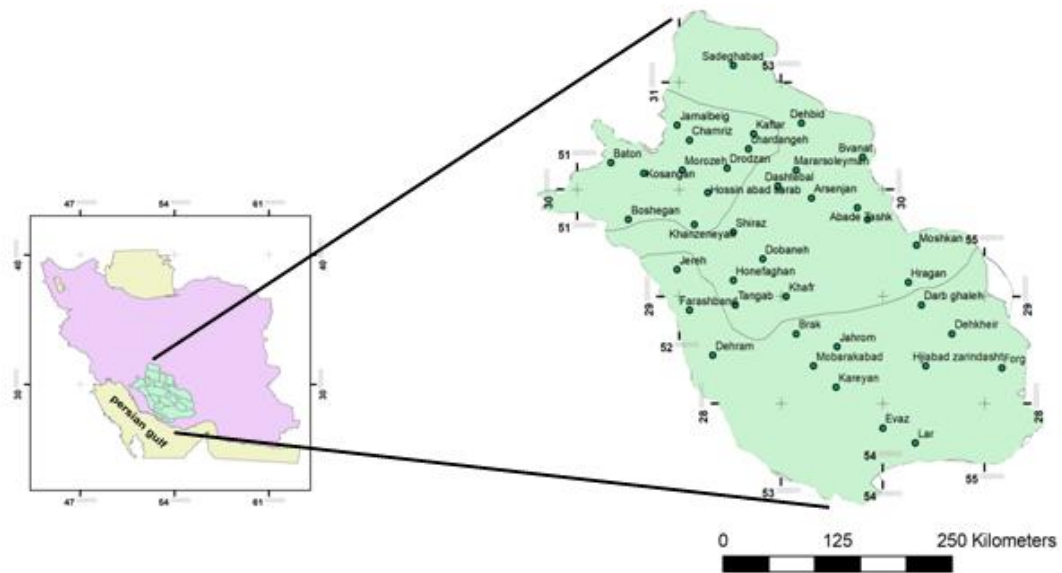 47 54 61
40 40
30 30
persian gulf
47 54 61
53
31
Sadeghabad
Jamalbeig
Dehbid
Kaftar
Chamriz
Chardangeh
51
Baton
Bvanat
Morozeh
Drodzan
Mararsoleyman
Kosangan
30
Dashtebal
30
Hossin abad sarab
Arsenjan
51
Boshegan
Abade Tashk
Khanzeneyan
Shiraz
Moshkan
55
Dobaneh
Jereh
Honefaghan
Hragan
29
Farashband
Tangab
Khafr
Darb ghaleh
29
52
Brak
Dehkheir
Jahrom
Dehram
Mobarakabad
Hjiabad zarindasht
Forg
Kareyan
28
28
Evaz
Lar
54
53
54
55
0 125 250 Kilometers